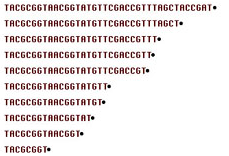 TACGCGGTAACGGTATGTTCGACCGTTTAGCTACCGAT•
TACGCGGTAACGGTATGTTCGACCGTTTAGCT•
TACGCGGTAACGGTATGTTCGACCGTTT•
TACGCGGTAACGGTATGTTCGACCGTT•
TACGCGGTAACGGTATGTTCGACCGT•
TACGCGGTAACGGTATGTT•
TACGCGGTAACGGTATGT•
TACGCGGTAACGGTAT•
TACGCGGTAACGGT•
TACGCGGT•